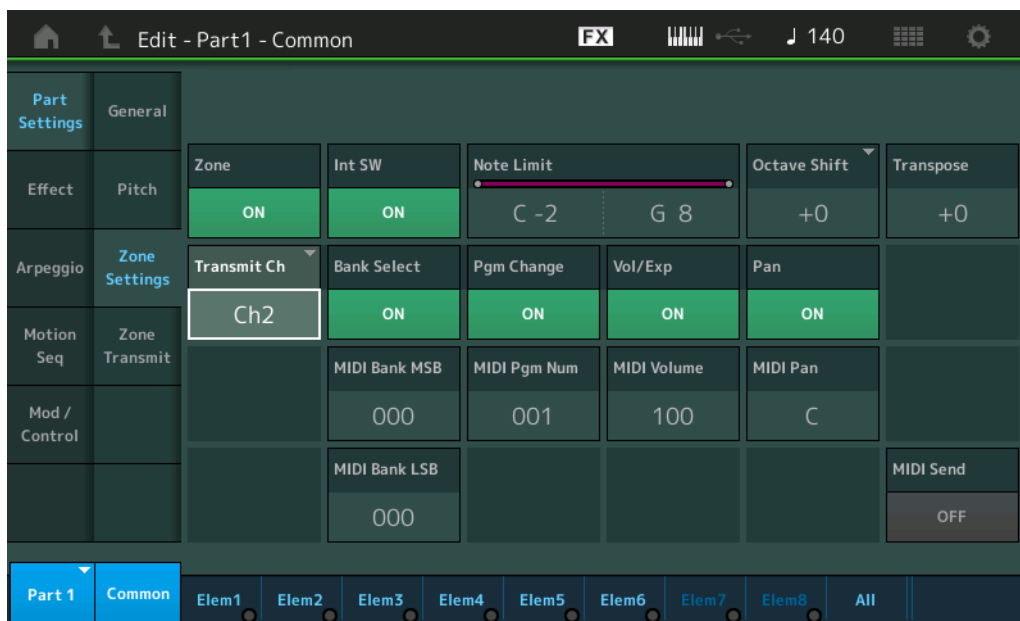 Edit - Part1 - Common
FX
♩ 140
Part
Settings
General
Effect
Pitch
Arpeggio
Zone
Settings
Motion
Seq
Zone
Transmit
Mod /
Control
Zone
ON
Int SW
ON
Note Limit
C -2
G 8
Octave Shift
+0
Transpose
+0
Transmit Ch
Ch2
Bank Select
ON
Pgm Change
ON
Vol/Exp
ON
Pan
ON
MIDI Bank MSB
000
MIDI Pgm Num
001
MIDI Volume
100
MIDI Pan
C
MIDI Bank LSB
000
MIDI Send
OFF
Part 1
Common
Elem1
Elem2
Elem3
Elem4
Elem5
Elem6
Elem7
Elem8
All